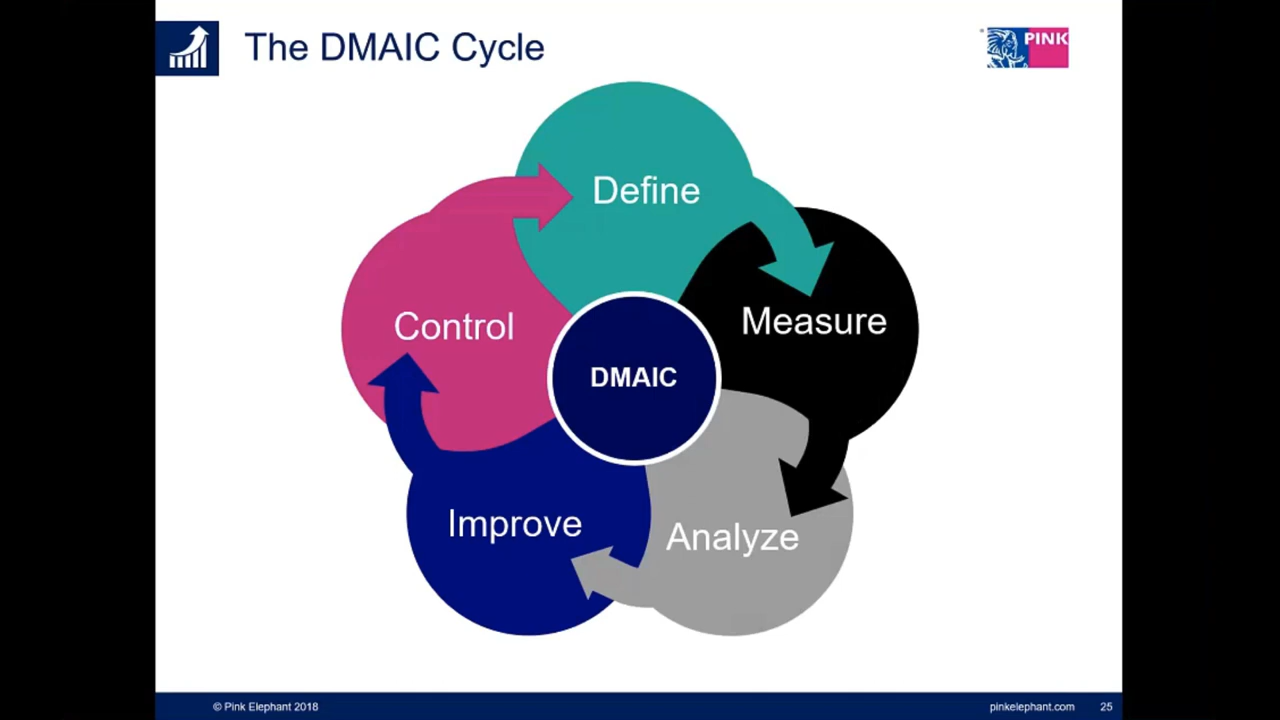 The DMAIC Cycle
PINK
Define
Measure
Control
DMAIC
Improve
Analyze
© Pink Elephant 2018
pinkelephant.com
25